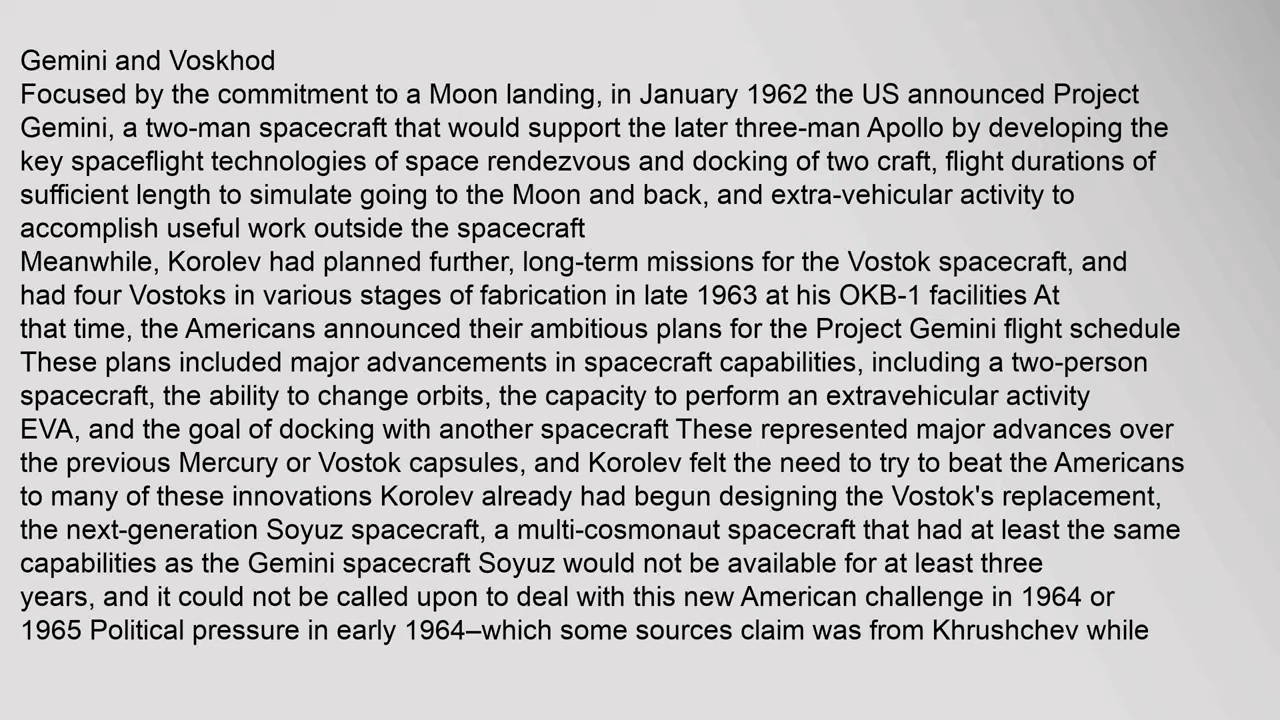 Gemini and Voskhod
Focused by the commitment to a Moon landing, in January 1962 the US announced Project
Gemini, a two-man spacecraft that would support the later three-man Apollo by developing the
key spaceflight technologies of space rendezvous and docking of two craft, flight durations of
sufficient length to simulate going to the Moon and back, and extra-vehicular activity to
accomplish useful work outside the spacecraft
Meanwhile, Korolev had planned further, long-term missions for the Vostok spacecraft, and
had four Vostoks in various stages of fabrication in late 1963 at his OKB-1 facilities At
that time, the Americans announced their ambitious plans for the Project Gemini flight schedule
These plans included major advancements in spacecraft capabilities, including a two-person
spacecraft, the ability to change orbits, the capacity to perform an extravehicular activity
EVA, and the goal of docking with another spacecraft These represented major advances over
the previous Mercury or Vostok capsules, and Korolev felt the need to try to beat the Americans
to many of these innovations Korolev already had begun designing the Vostok's replacement,
the next-generation Soyuz spacecraft, a multi-cosmonaut spacecraft that had at least the same
capabilities as the Gemini spacecraft Soyuz would not be available for at least three
years, and it could not be called upon to deal with this new American challenge in 1964 or
1965 Political pressure in early 1964–which some sources claim was from Khrushchev while